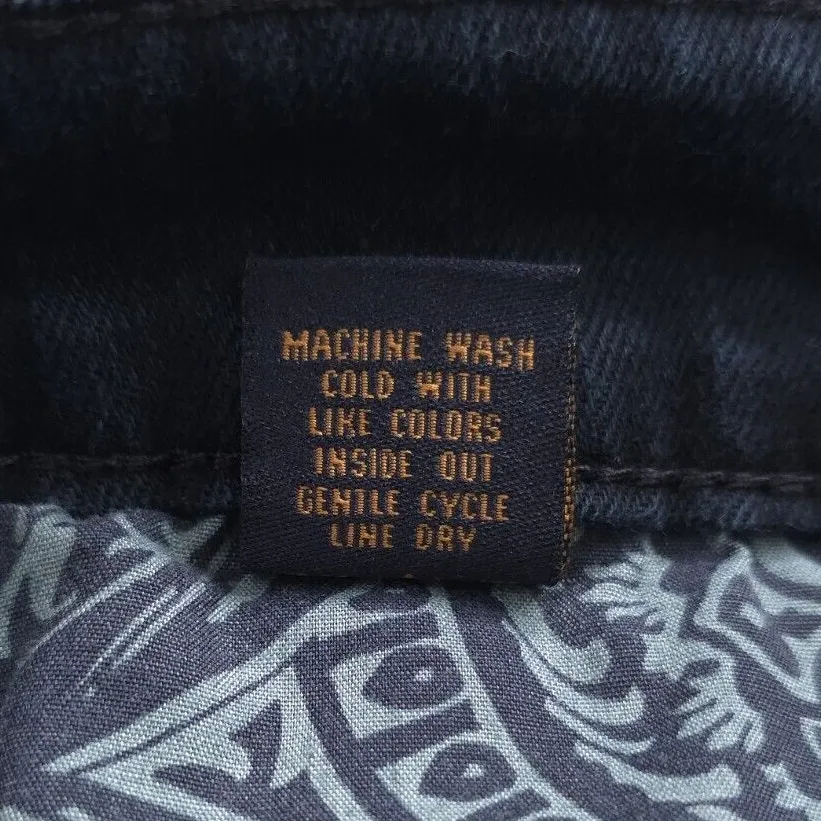 MACHINE WASH
COLD WITH
LIKE COLORS
INSIDE OUT
GENTLE CYCLE
LINE DRY